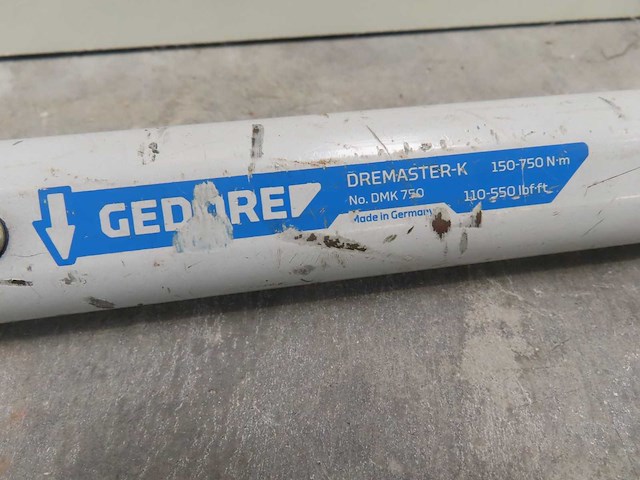 GEDORE
DREMASTER-K 150-750 N·m
No. DMK 750 110-550 lbf·ft
Made in Germany